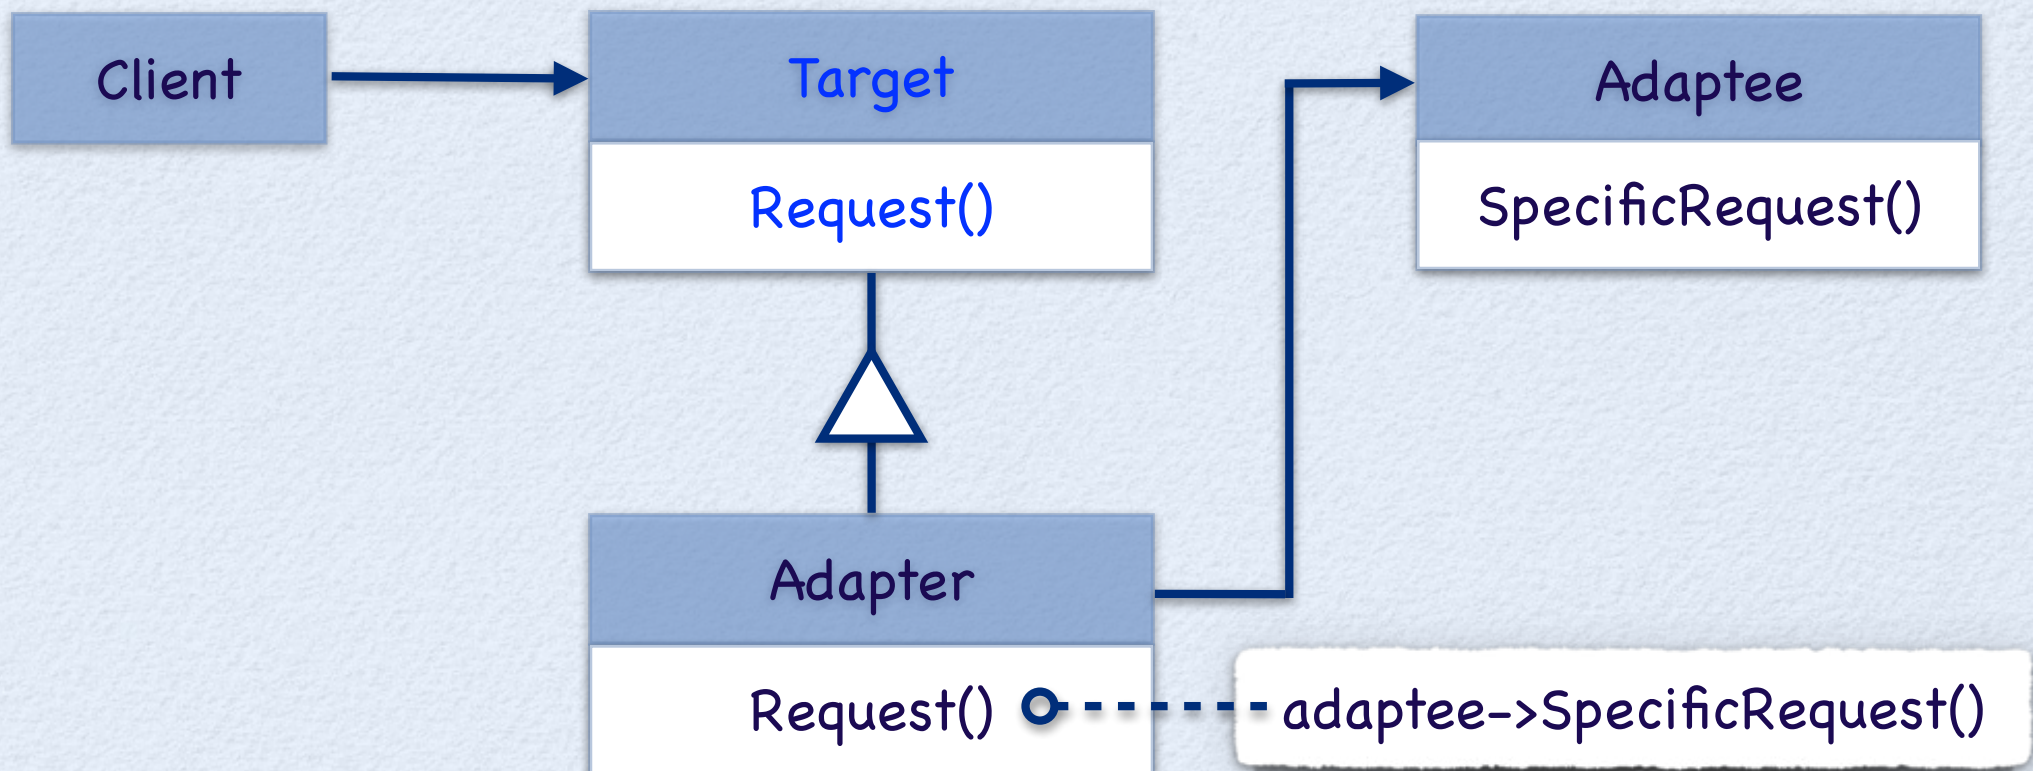 Client
Target
Request()
Adaptee
SpecificRequest()
Adapter
Request()
adaptee->SpecificRequest()